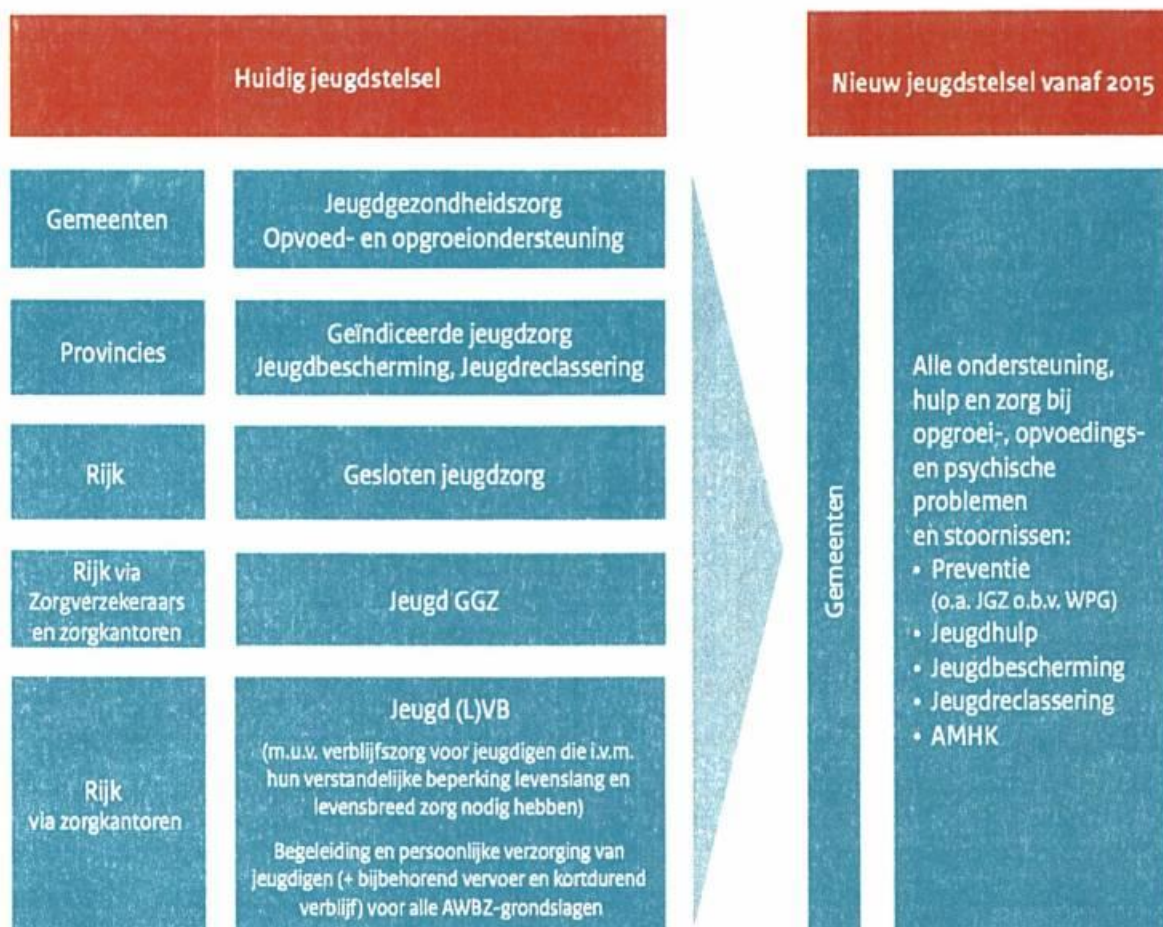 Huidig jeugdstelsel
Nieuw jeugdstelsel vanaf 2015
Gemeenten
Jeugdgezondheidszorg
Opvoed- en opgroeiondersteuning
Provincies
Geïndiceerde jeugdzorg
Jeugdbescherming, Jeugdreclassering
Rijk
Gesloten jeugdzorg
Rijk via
Zorgverzekeraars
en zorgkantoren
Jeugd GGZ
Rijk
via zorgkantoren
Jeugd (L)VB
(m.u.v. verblijfszorg voor jeugdigen die i.v.m.
hun verstandelijke beperking levenslang en
levensbreed zorg nodig hebben)
Begeleiding en persoonlijke verzorging van
jeugdigen (+ bijbehorend vervoer en kortdurend
verblijf) voor alle AWBZ-grondslagen
Gemeenten
Alle ondersteuning,
hulp en zorg bij
opgroei-, opvoedings-
en psychische
problemen
en stoornissen:
• Preventie
(o.a. JGZ o.b.v. WPG)
• Jeugdhulp
• Jeugdbescherming
• Jeugdreclassering
• AMHK